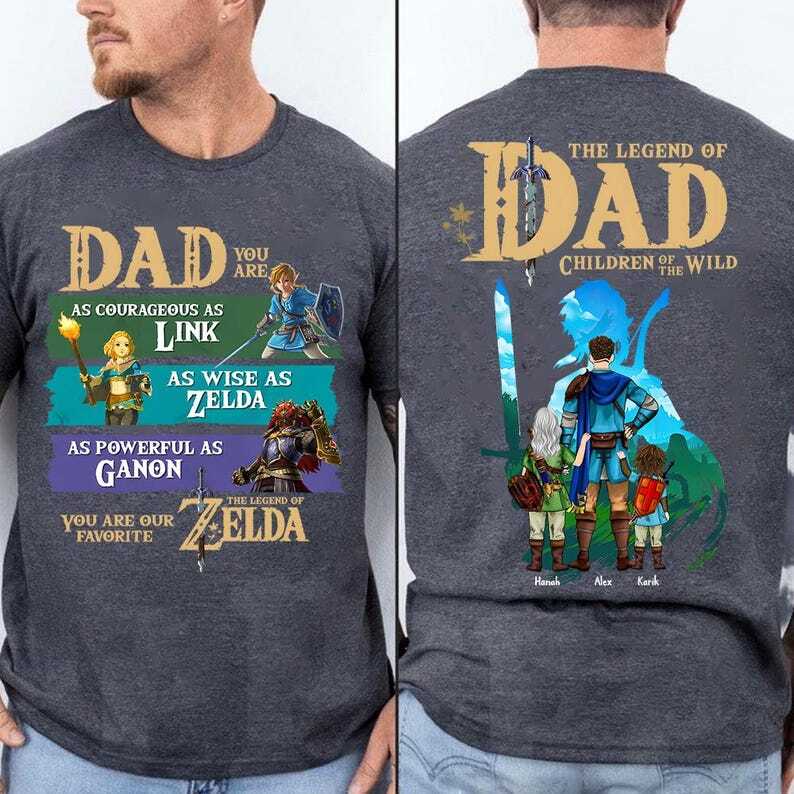 DAD YOU ARE
AS COURAGEOUS AS
LINK
AS WISE AS
ZELDA
AS POWERFUL AS
GANON
YOU ARE OUR
FAVORITE
THE LEGEND OF
ZELDA
THE LEGEND OF
DAD
CHILDREN OF THE WILD
Hanah Alex Karik